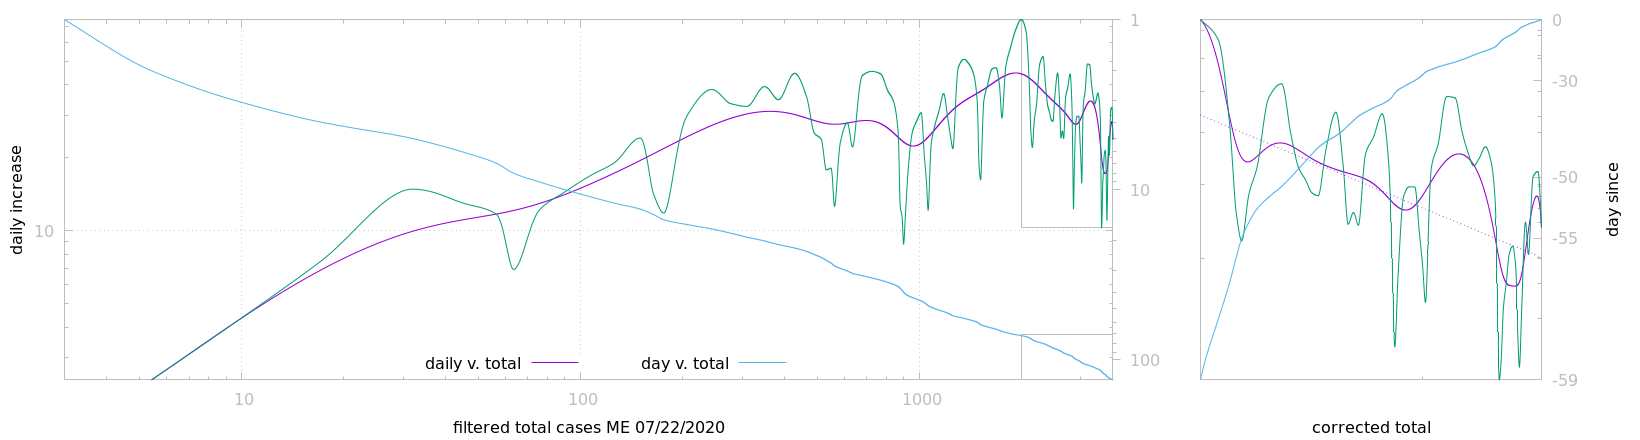 1
0
-30
10
-50
10
-55
daily increase
day since
daily v. total
day v. total
100
-59
10
100
1000
filtered total cases ME 07/22/2020
corrected total